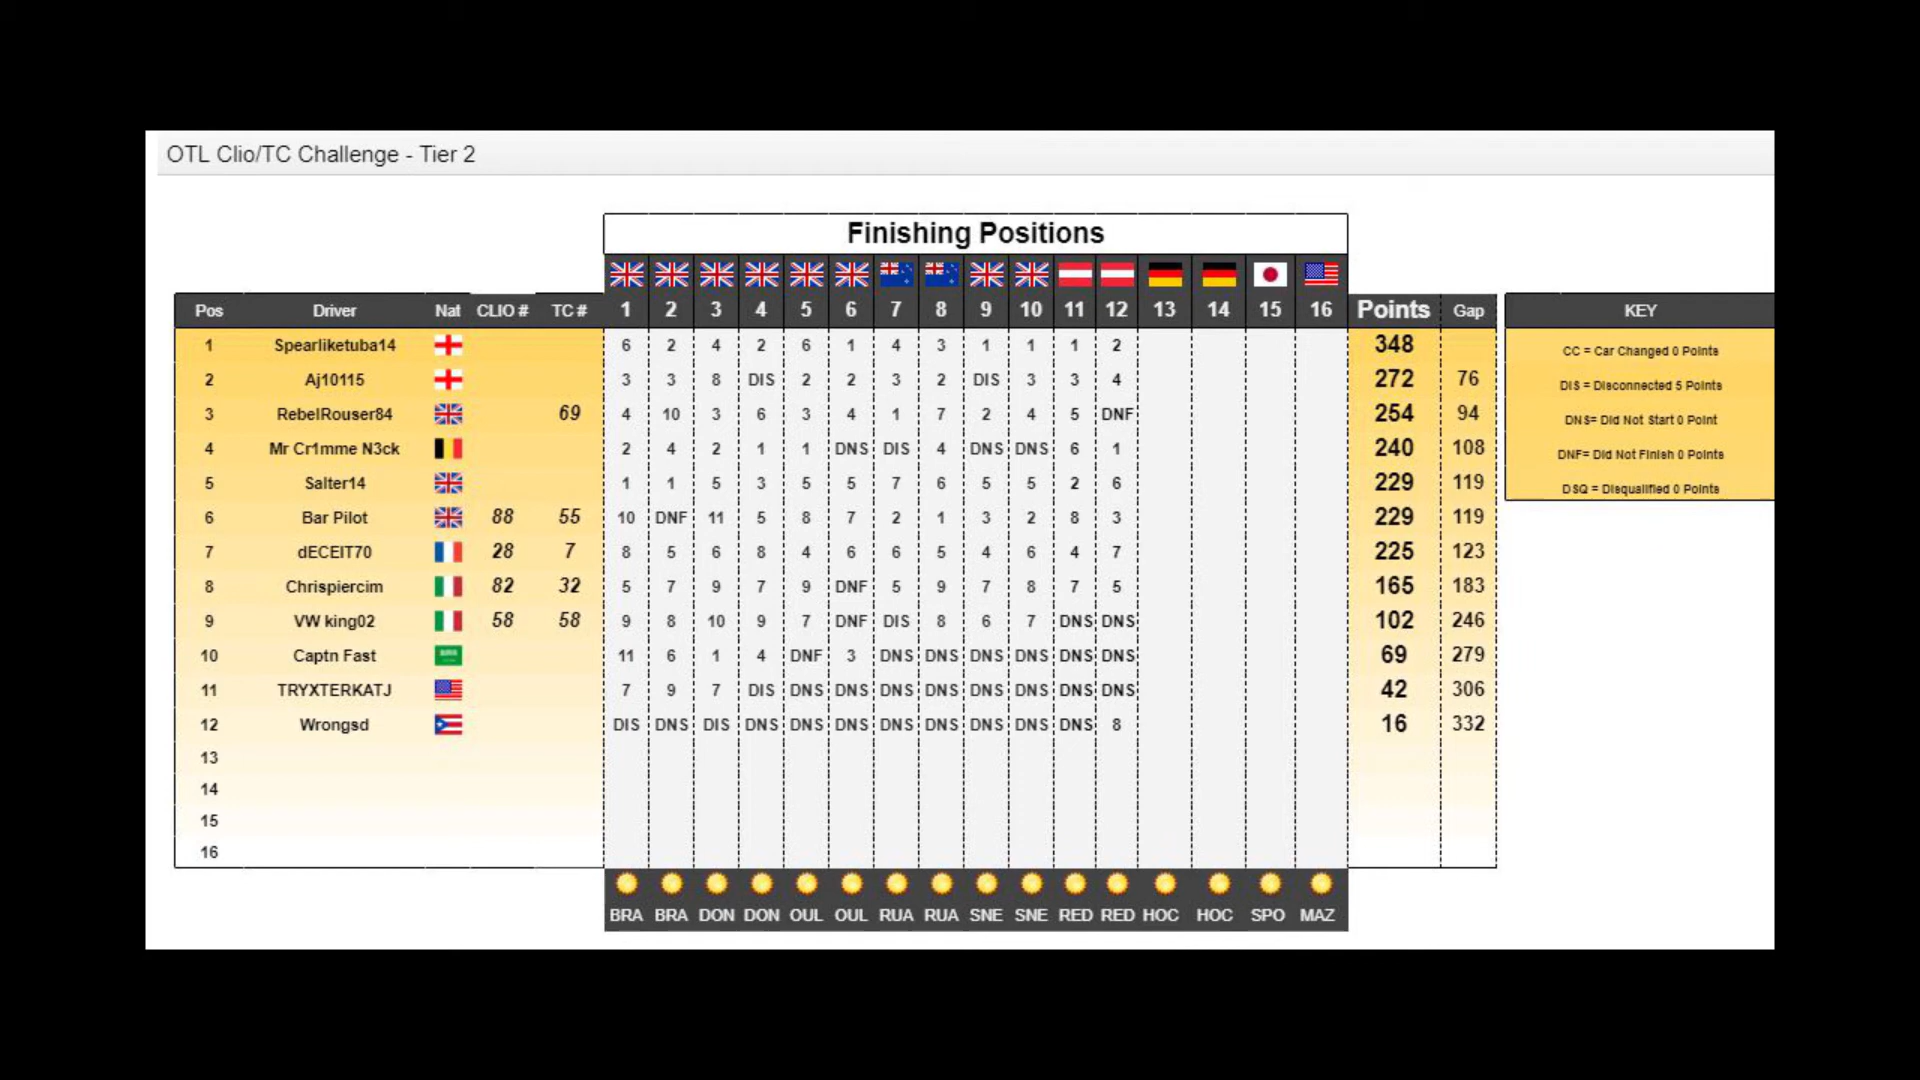 OTL Clio/TC Challenge - Tier 2
Finishing Positions
Pos Driver Nat CLIO # TC # 1 2 3 4 5 6 7 8 9 10 11 12 13 14 15 16 Points Gap KEY
1 Spearliketuba14 6 2 4 2 6 1 4 3 1 1 1 2 348
CC = Car Changed 0 Points
2 Aj10115 3 3 8 DIS 2 2 3 2 DIS 3 3 4 272 76
DIS = Disconnected 5 Points
3 RebelRouser84 69 4 10 3 6 3 4 1 7 2 4 5 DNF 254 94
DNS= Did Not Start 0 Point
4 Mr Cr1mme N3ck 2 4 2 1 1 DNS DIS 4 DNS DNS 6 1 240 108
DNF= Did Not Finish 0 Points
5 Salter14 1 1 5 3 5 5 7 6 5 5 2 6 229 119
DSQ = Disqualified 0 Points
6 Bar Pilot 88 55 10 DNF 11 5 8 7 2 1 3 2 8 3 229 119
7 dECEIT70 28 7 8 5 6 8 4 6 6 5 4 6 4 7 225 123
8 Chrispiercim 82 32 5 7 9 7 9 DNF 5 9 7 8 7 5 165 183
9 VW king02 58 58 9 8 10 9 7 DNF DIS 8 6 7 DNS DNS 102 246
10 Captn Fast 11 6 1 4 DNF 3 DNS DNS DNS DNS DNS DNS 69 279
11 TRYXTERKATJ 7 9 7 DIS DNS DNS DNS DNS DNS DNS DNS DNS 42 306
12 Wrongsd DIS DNS DIS DNS DNS DNS DNS DNS DNS DNS DNS 8 16 332
13
14
15
16
BRA BRA DON DON OUL OUL RUA RUA SNE SNE RED RED HOC HOC SPO MAZ